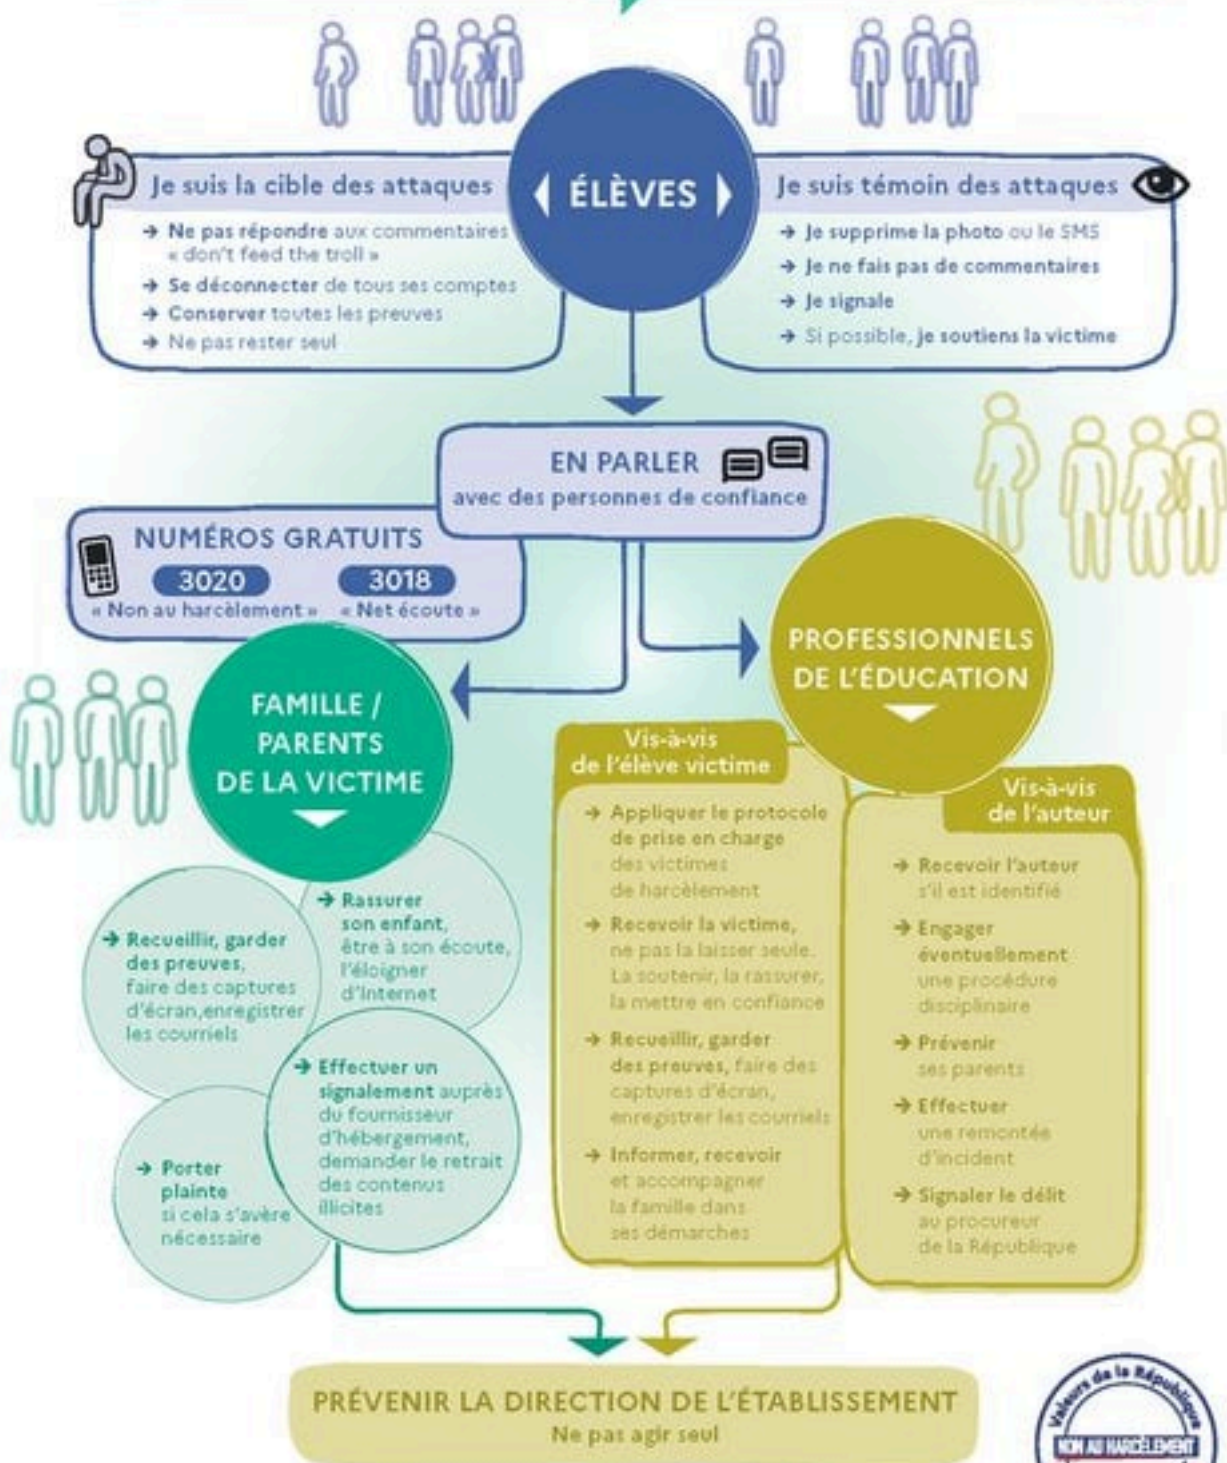 ÉLÈVES
Je suis la cible des attaques
→ Ne pas répondre aux commentaires
« don't feed the troll »
→ Se déconnecter de tous ses comptes
→ Conserver toutes les preuves
→ Ne pas rester seul
Je suis témoin des attaques
→ Je supprime la photo ou le SMS
→ Je ne fais pas de commentaires
→ Je signale
→ Si possible, je soutiens la victime
EN PARLER
avec des personnes de confiance
NUMÉROS GRATUITS
3020 3018
« Non au harcèlement » « Net écoute »
FAMILLE /
PARENTS
DE LA VICTIME
→ Rassurer
son enfant,
être à son écoute,
l'éloigner
d'Internet
→ Recueillir, garder
des preuves,
faire des captures
d'écran,enregistrer
les courriels
→ Effectuer un
signalement auprès
du fournisseur
d'hébergement,
demander le retrait
des contenus
illicites
→ Porter
plainte
si cela s'avère
nécessaire
PROFESSIONNELS
DE L'ÉDUCATION
Vis-à-vis
de l'élève victime
→ Appliquer le protocole
de prise en charge
des victimes
de harcèlement
→ Recevoir la victime,
ne pas la laisser seule.
La soutenir, la rassurer,
la mettre en confiance
→ Recueillir, garder
des preuves, faire des
captures d'écran,
enregistrer les courriels
→ Informer, recevoir
et accompagner
la famille dans
ses démarches
Vis-à-vis
de l'auteur
→ Recevoir l'auteur
s'il est identifié
→ Engager
éventuellement
une procédure
disciplinaire
→ Prévenir
ses parents
→ Effectuer
une remontée
d'incident
→ Signaler le délit
au procureur
de la République
PRÉVENIR LA DIRECTION DE L'ÉTABLISSEMENT
Ne pas agir seul
Valeurs de la République
NON AU HARCÈLEMENT